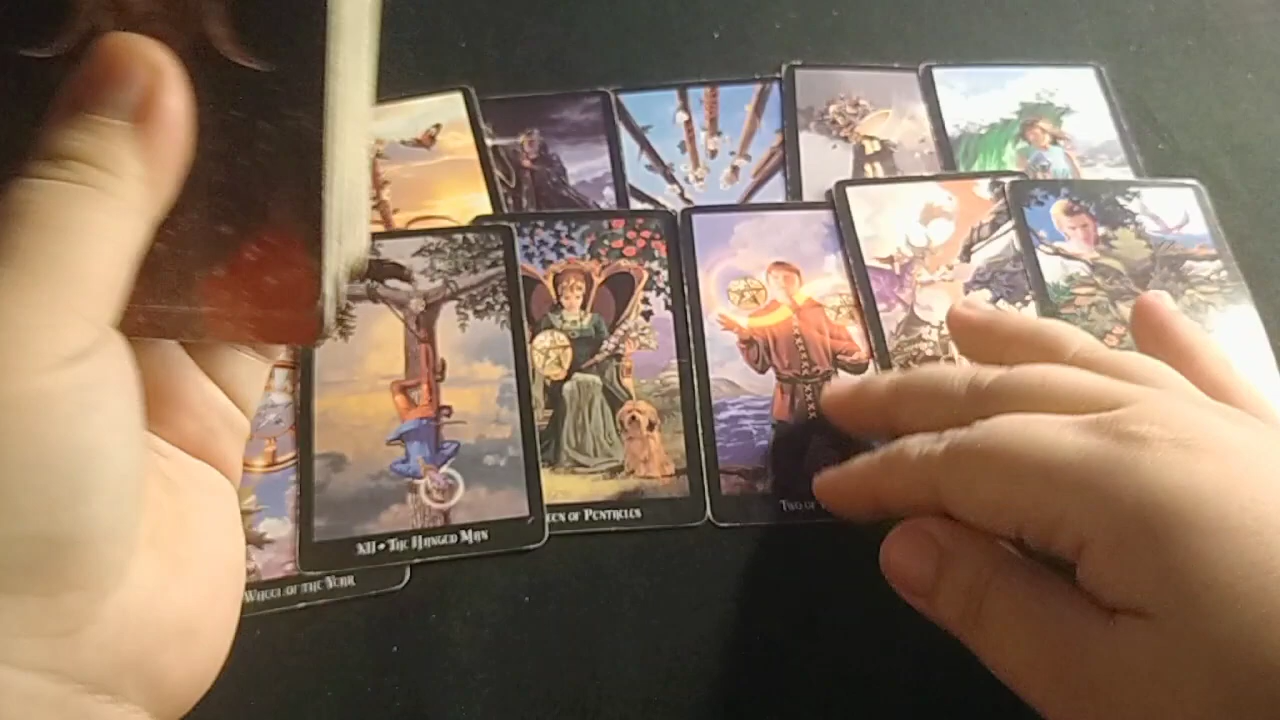 XII • The Hanged Man
een of Pentacles
Two of
Wheel of the Year